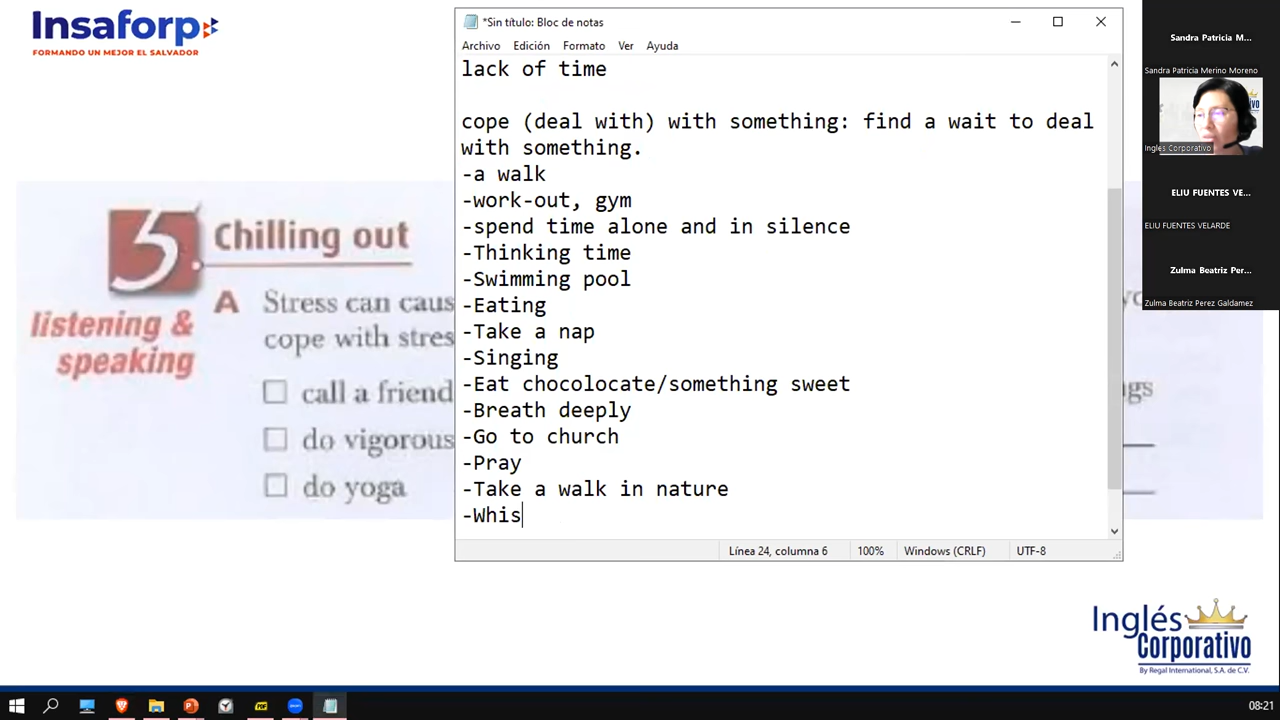 Insaforp
FORMANDO UN MEJOR EL SALVADOR
*Sin título: Bloc de notas
Archivo Edición Formato Ver Ayuda
lack of time
cope (deal with) with something: find a wait to deal
with something.
-a walk
-work-out, gym
-spend time alone and in silence
-Thinking time
-Swimming pool
-Eating
-Take a nap
-Singing
-Eat chocolocate/something sweet
-Breath deeply
-Go to church
-Pray
-Take a walk in nature
-Whis
Línea 24, columna 6 100% Windows (CRLF) UTF-8
5. Chilling out
listening &
speaking
A Stress can caus
cope with stres
call a friend
do vigorous
do yoga
gs
Sandra Patricia M...
Sandra Patricia Merino Moreno
Inglés Corporativo
ELIU FUENTES VE...
ELIU FUENTES VELARDE
Zulma Beatriz Per...
Zulma Beatriz Perez Galdamez
Inglés
Corporativo
By Regal International, S.A. de C.V.
08:21